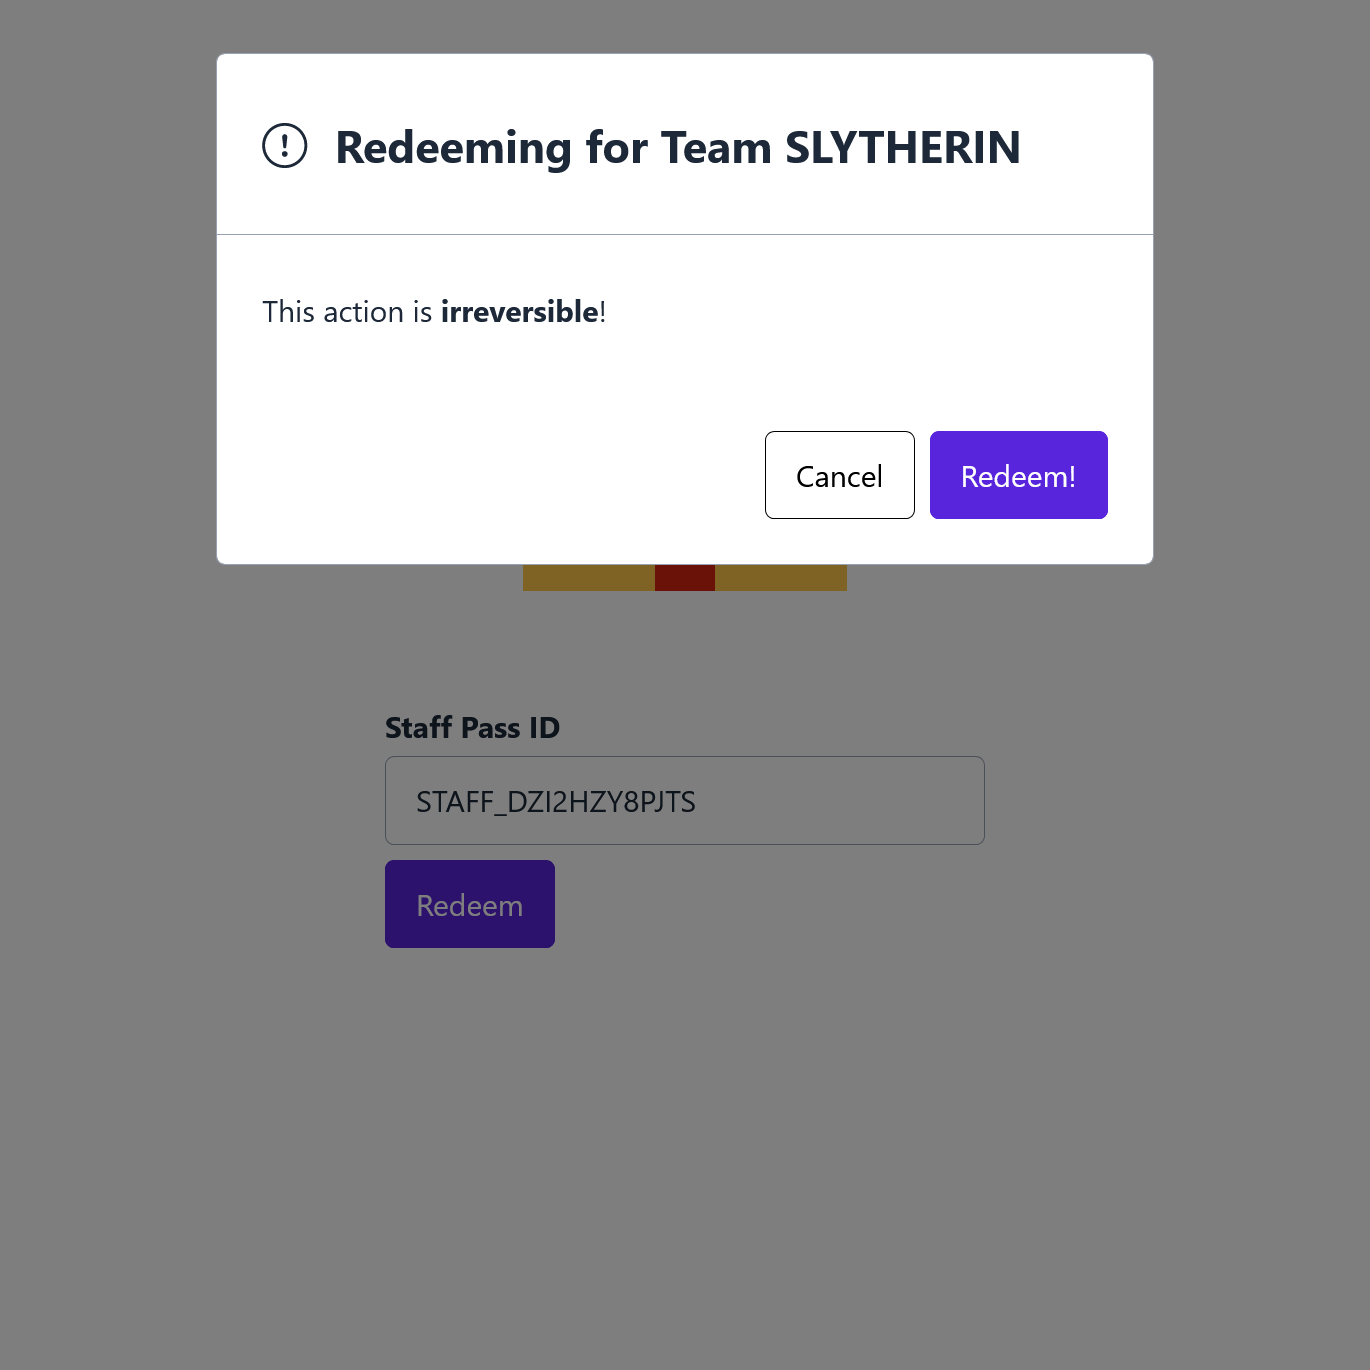 Redeeming for Team SLYTHERIN
This action is irreversible!
Cancel
Redeem!
Staff Pass ID
STAFF_DZI2HZY8PJTS
Redeem